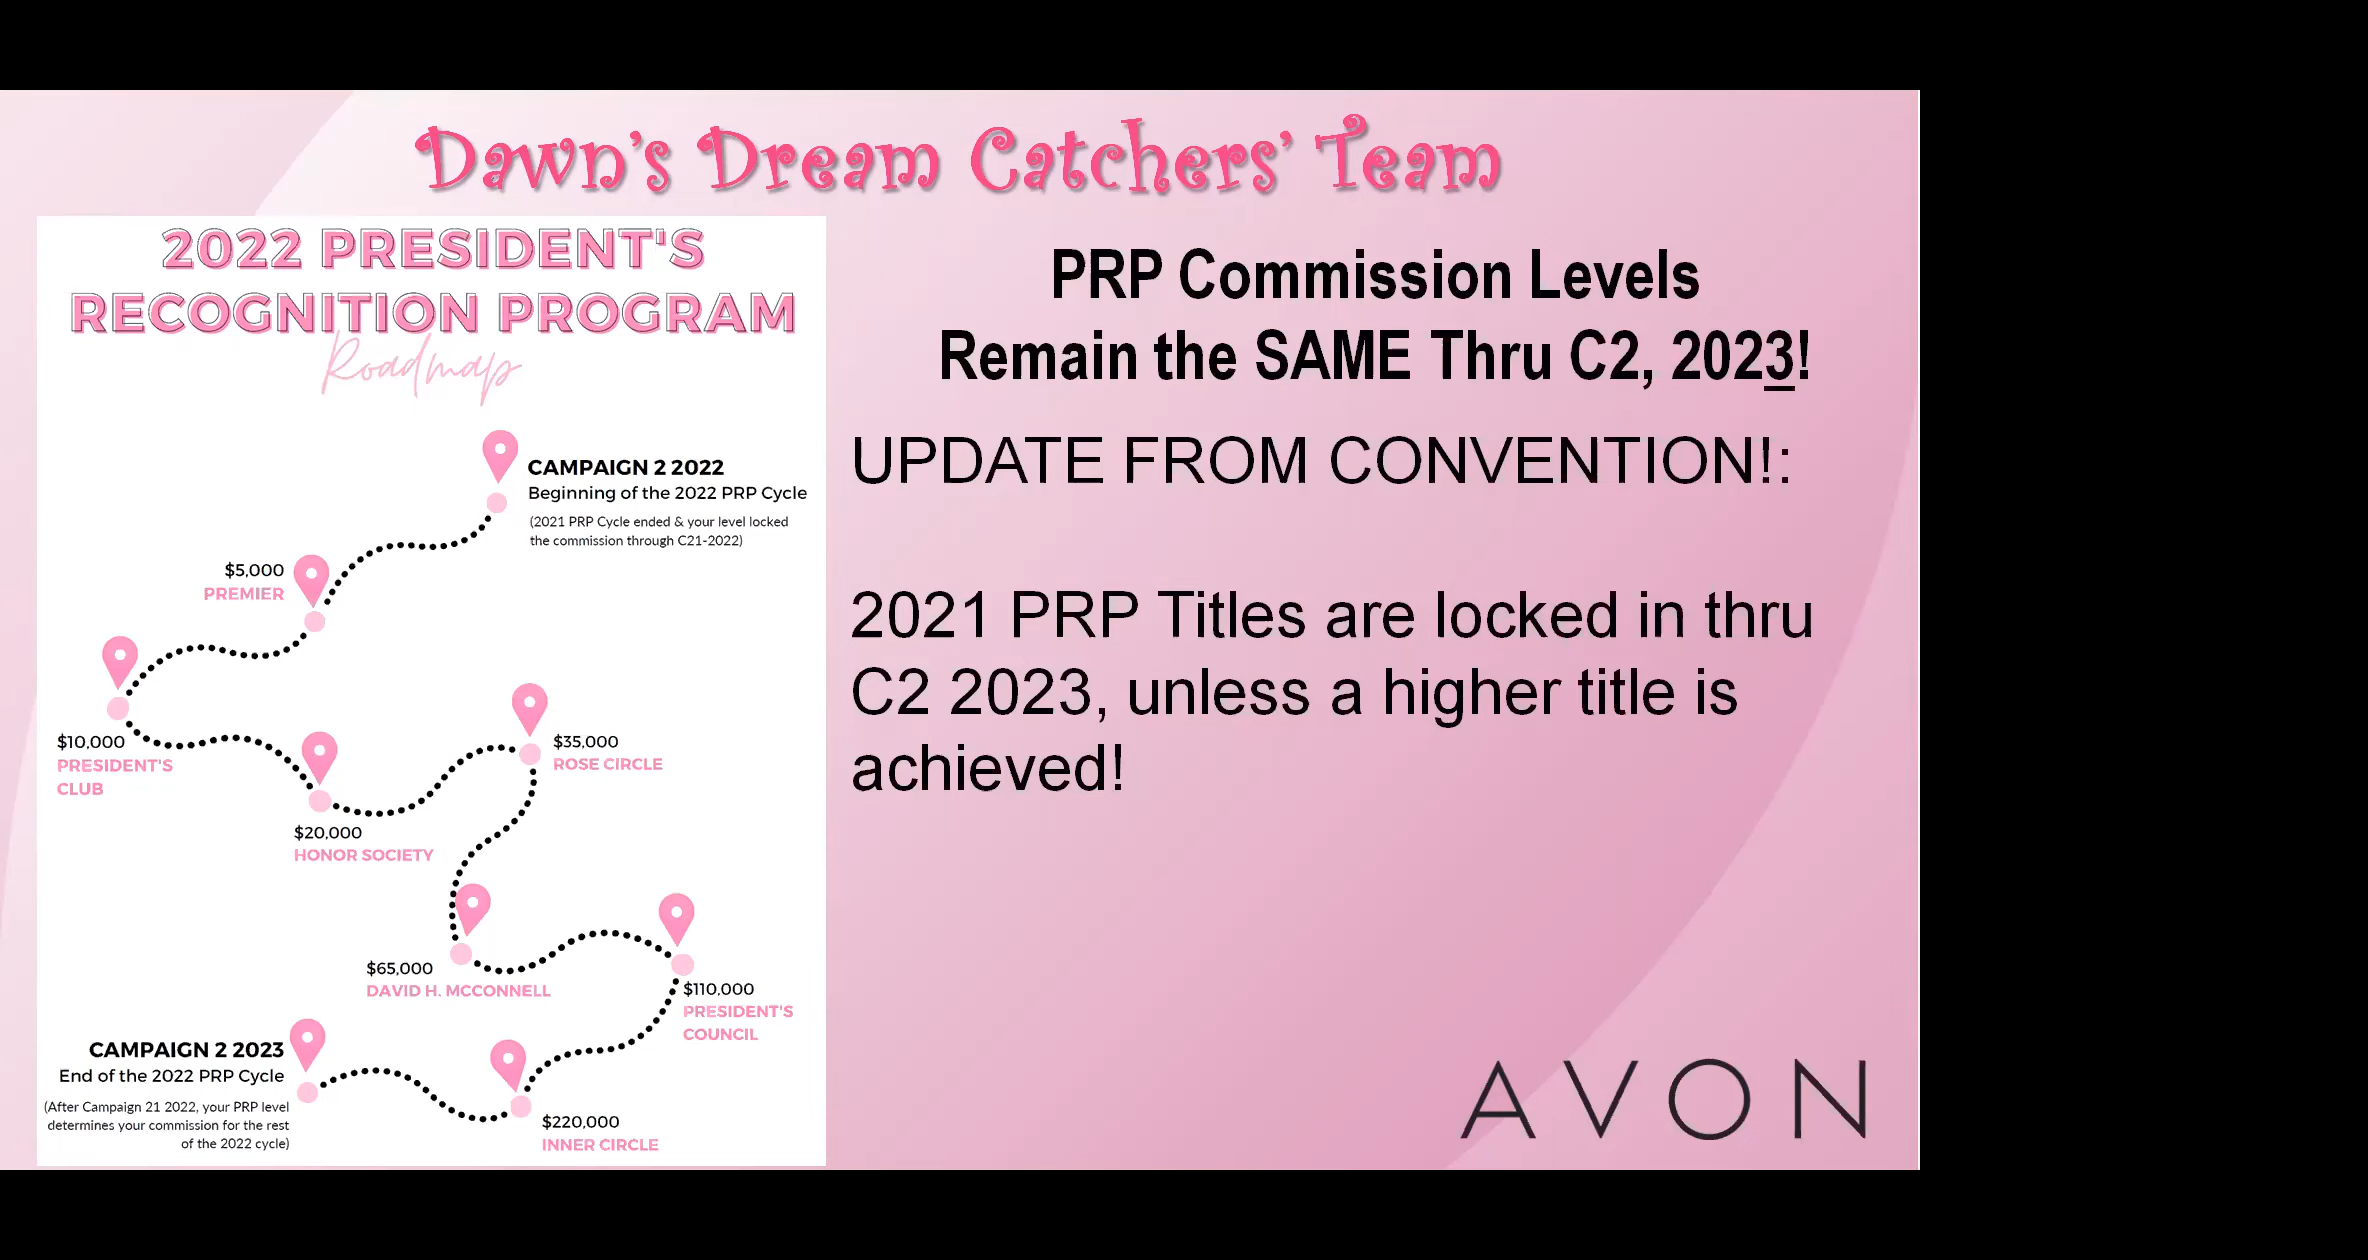 Dawn's Dream Catchers' Team
2022 PRESIDENT'S
RECOGNITION PROGRAM
Roadmap
CAMPAIGN 2 2022
Beginning of the 2022 PRP Cycle
(2021 PRP Cycle ended & your level locked
the commission through C21-2022)
$5,000
PREMIER
$10,000
PRESIDENT'S
CLUB
$20,000
HONOR SOCIETY
$35,000
ROSE CIRCLE
$65,000
DAVID H. MCCONNELL
$110,000
PRESIDENT'S
COUNCIL
$220,000
INNER CIRCLE
CAMPAIGN 2 2023
End of the 2022 PRP Cycle
(After Campaign 21 2022, your PRP level
determines your commission for the rest
of the 2022 cycle)
PRP Commission Levels
Remain the SAME Thru C2, 2023!
UPDATE FROM CONVENTION!:
2021 PRP Titles are locked in thru
C2 2023, unless a higher title is
achieved!
AVON